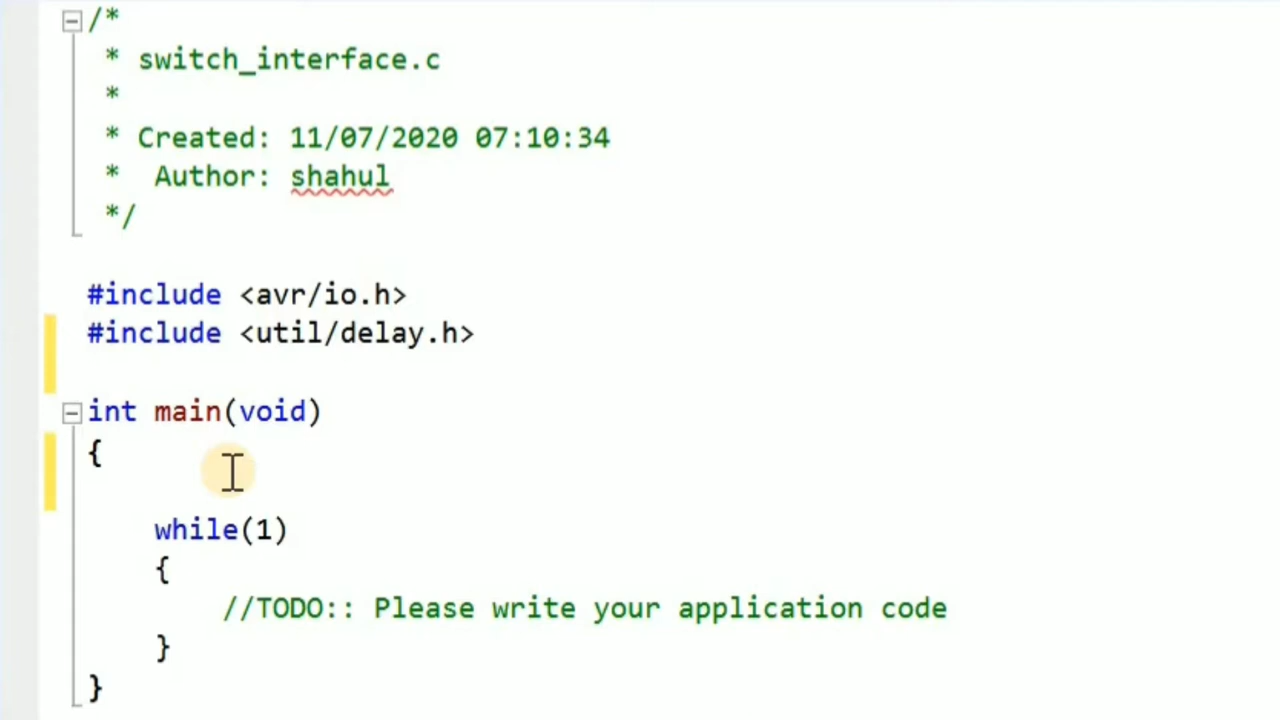 /*
* switch_interface.c
*
* Created: 11/07/2020 07:10:34
* Author: shahul
*/
#include <avr/io.h>
#include <util/delay.h>
int main(void)
{
while(1)
{
//TODO:: Please write your application code
}
}